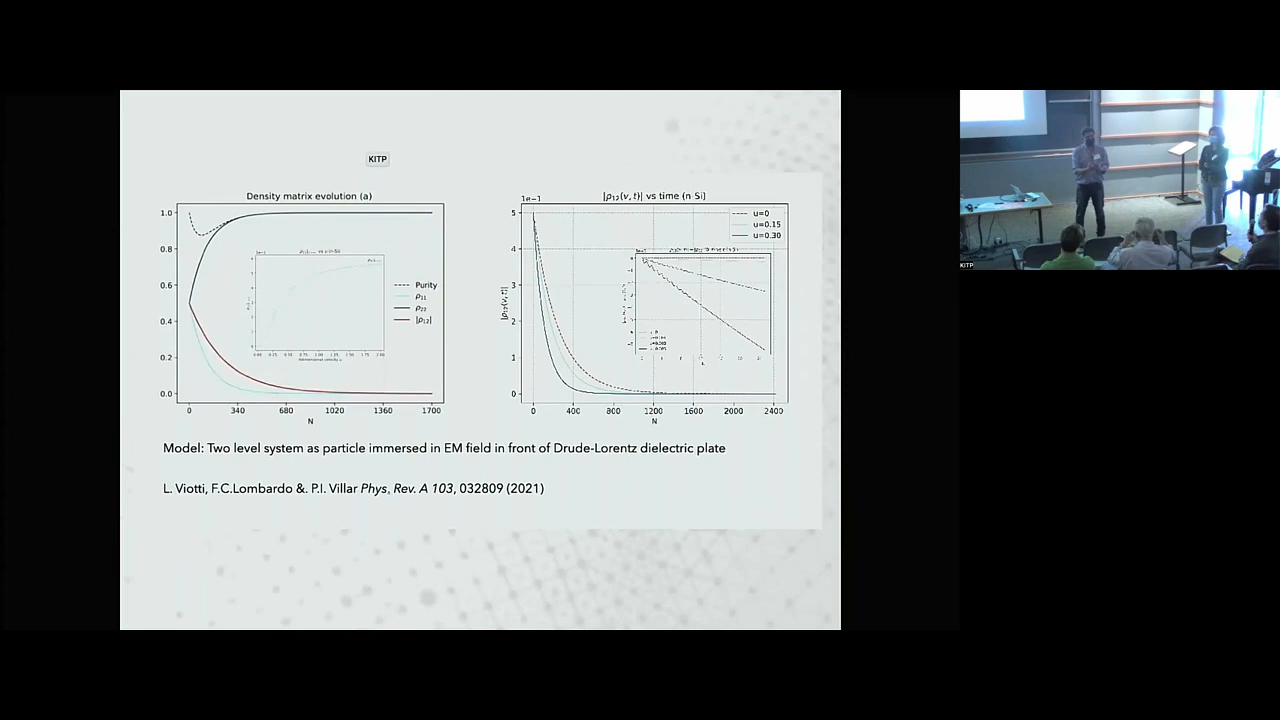 KITP
Density matrix evolution (a)
1.0
0.8
0.6
0.4
0.2
0.0
0 340 680 1020 1360 1700
N
Purity
ρ₁₁
ρ₂₂
|ρ₁₂|
|ρ₁₂(v, t)| vs time (n-Si)
1e−1
5
4
3
2
1
0
|ρ₁₂(v, t)|
0 400 800 1200 1600 2000 2400
N
u=0
u=0.15
u=0.30
Model: Two level system as particle immersed in EM field in front of Drude-Lorentz dielectric plate
L. Viotti, F.C.Lombardo &. P.I. Villar Phys, Rev. A 103, 032809 (2021)
KITP